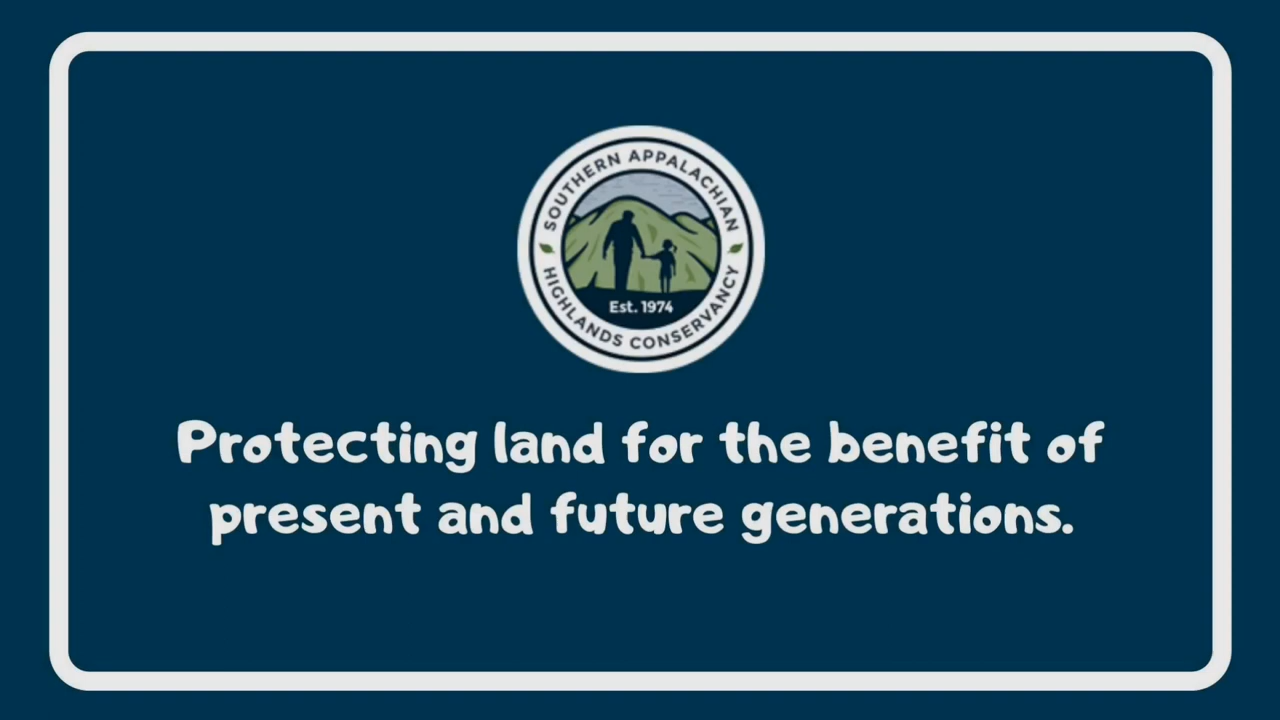 SOUTHERN APPALACHIAN
Est. 1974
HIGHLANDS CONSERVANCY
Protecting land for the benefit of
present and future generations.